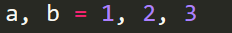 a, b = 1, 2, 3